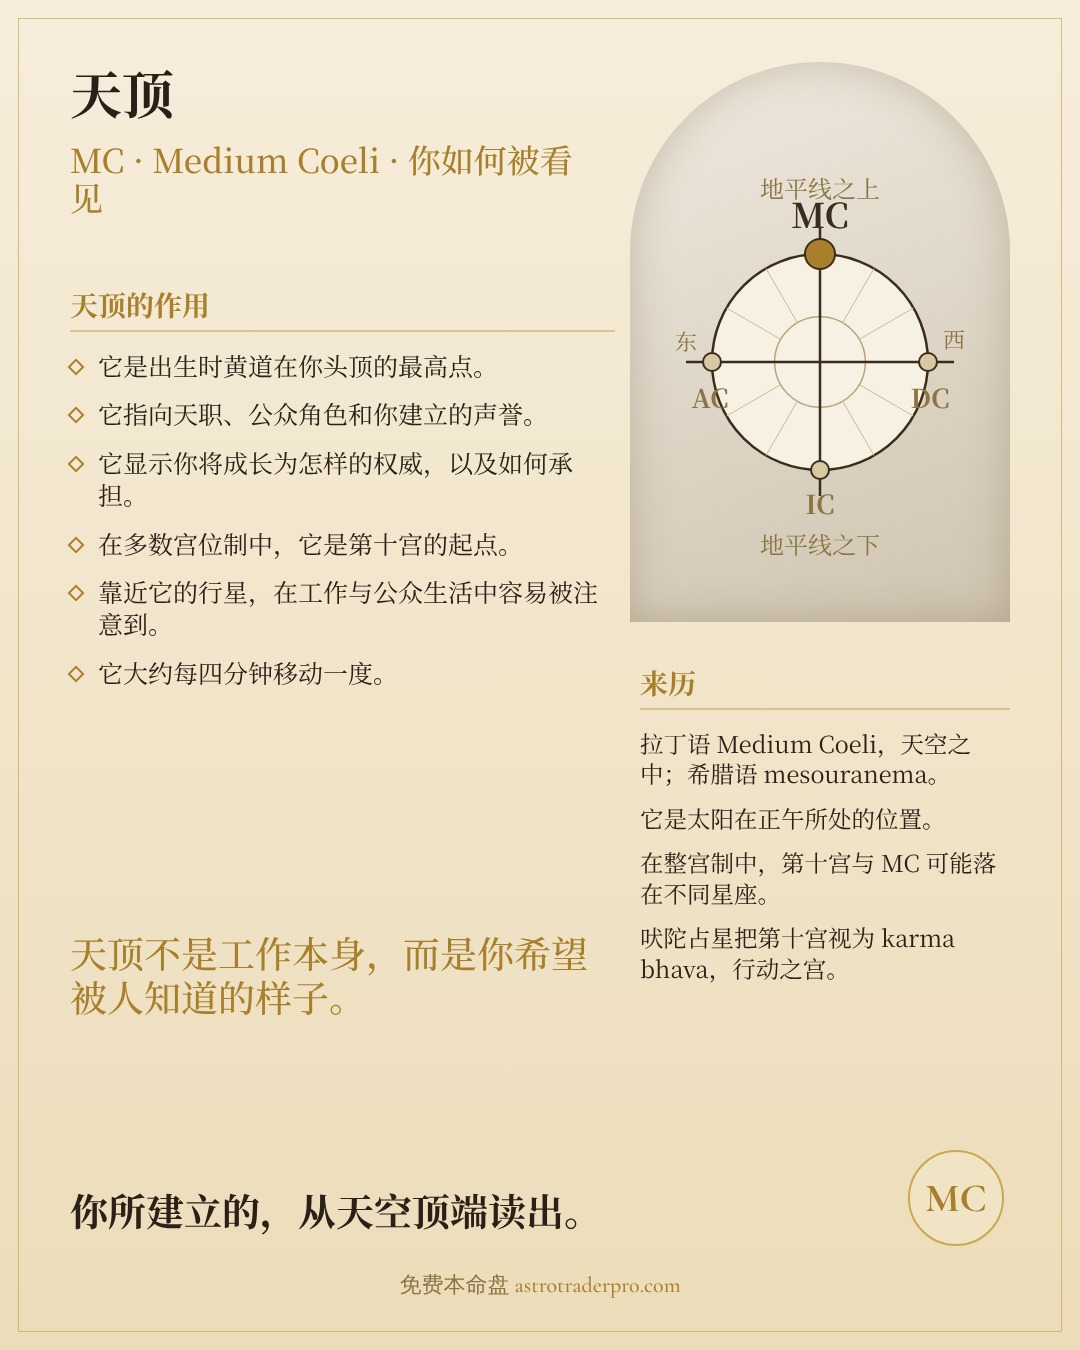 天顶
MC · Medium Coeli · 你如何被看
见
天顶的作用
它是出生时黄道在你头顶的最高点。
它指向天职、公众角色和你建立的声誉。
它显示你将成长为怎样的权威，以及如何承
担。
在多数宫位制中，它是第十宫的起点。
靠近它的行星，在工作与公众生活中容易被注
意到。
它大约每四分钟移动一度。
天顶不是工作本身，而是你希望
被人知道的样子。
地平线之上
MC
东
西
AC
DC
IC
地平线之下
来历
拉丁语 Medium Coeli，天空之
中；希腊语 mesouranema。
它是太阳在正午所处的位置。
在整宫制中，第十宫与 MC 可能落
在不同星座。
吠陀占星把第十宫视为 karma
bhava，行动之宫。
你所建立的，从天空顶端读出。
MC
免费本命盘 astrotraderpro.com